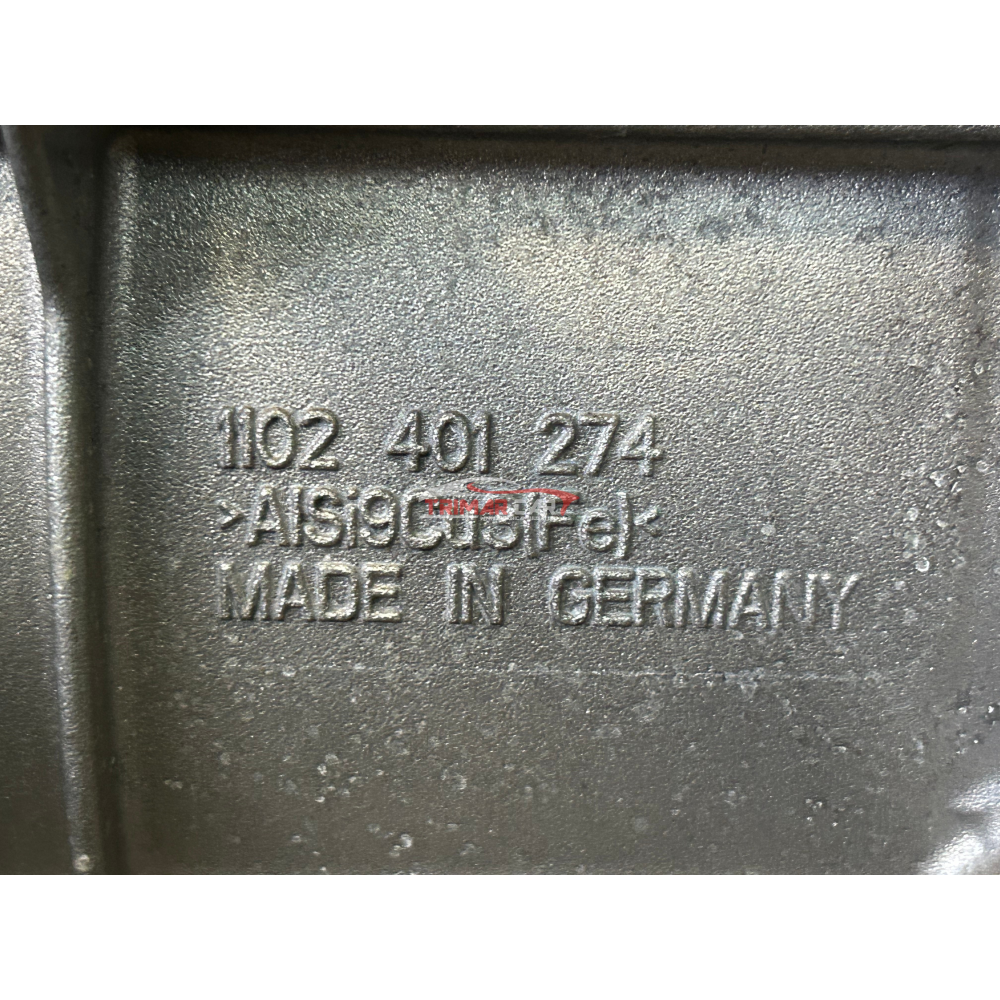 1102 401 274
>AlSi9Cu3(Fe)<
MADE IN GERMANY